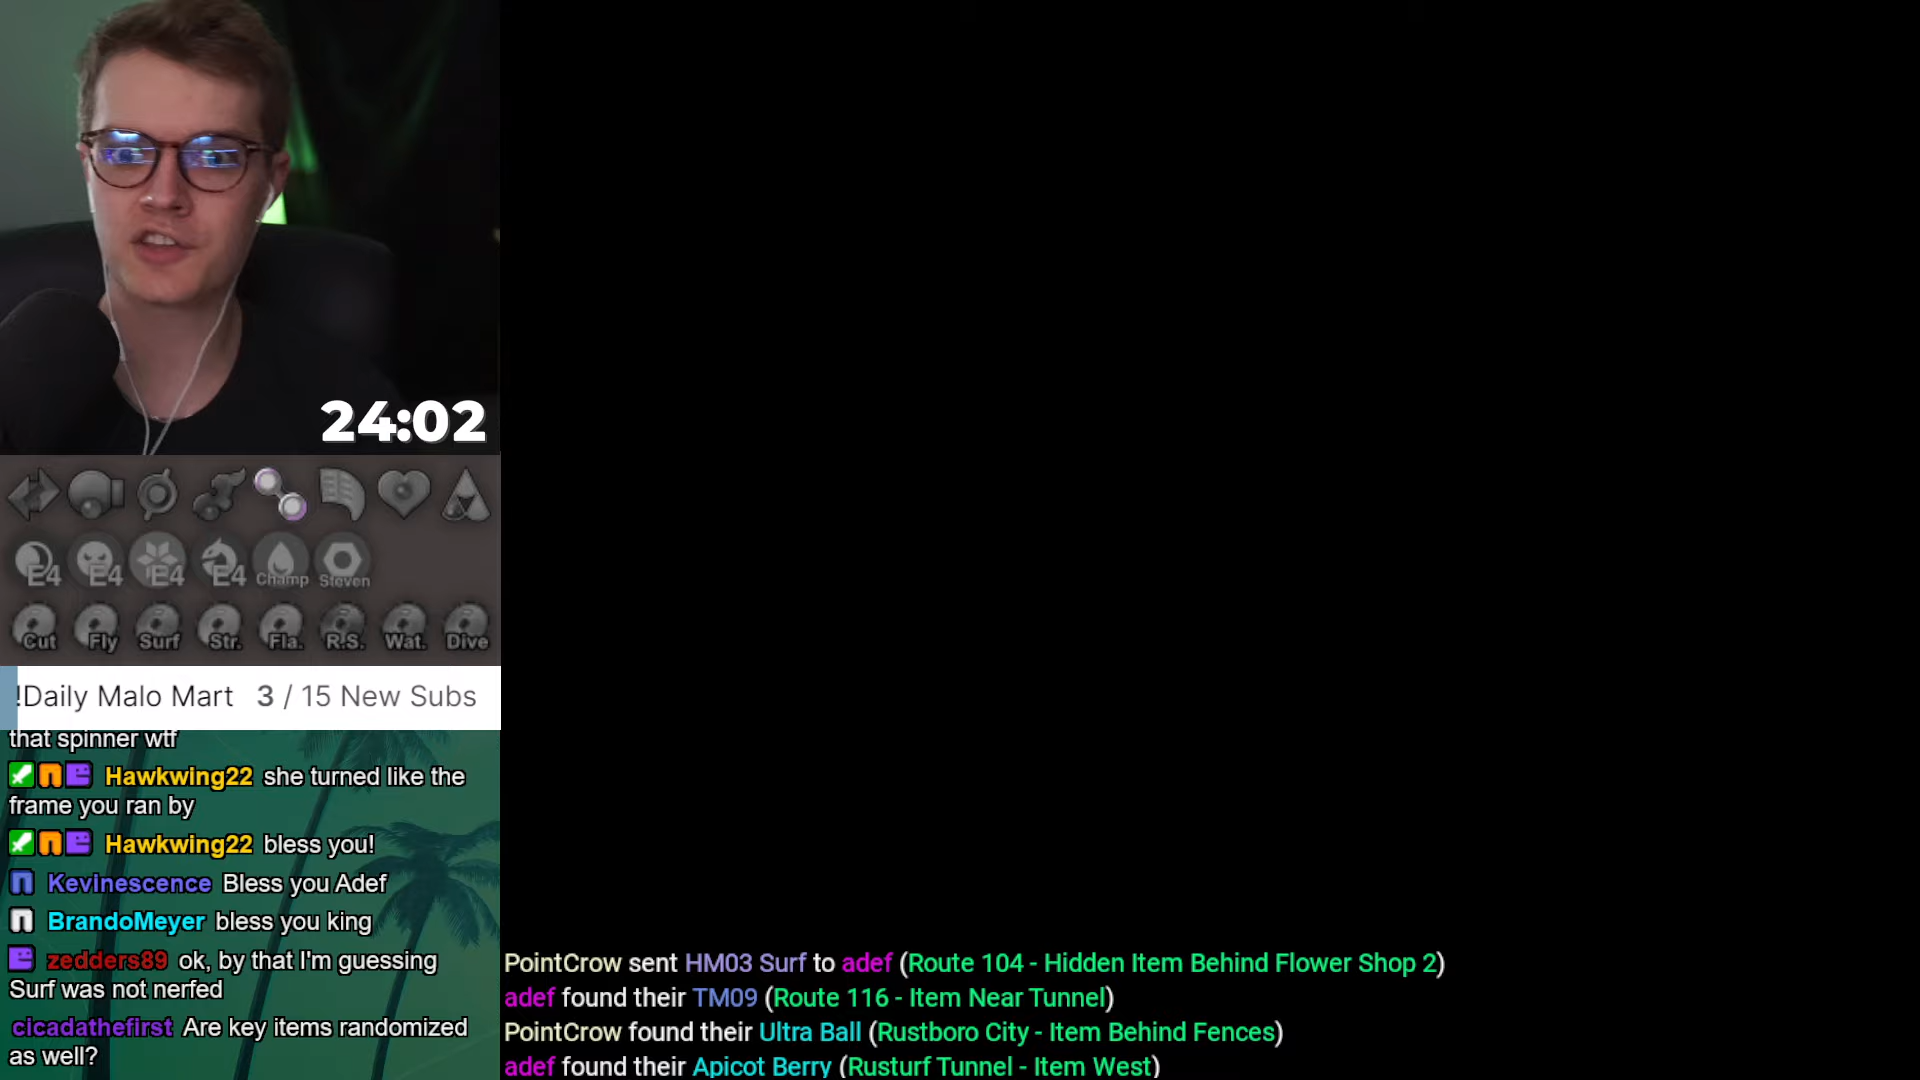 24:02
E4 E4 E4 E4 Champ Steven
Cut Fly Surf Str. Fla. R.S. Wat. Dive
!Daily Malo Mart 3 / 15 New Subs
that spinner wtf
Hawkwing22 she turned like the
frame you ran by
Hawkwing22 bless you!
Kevinescence Bless you Adef
BrandoMeyer bless you king
zedders89 ok, by that I'm guessing
Surf was not nerfed
cicadathefirst Are key items randomized
as well?
PointCrow sent HM03 Surf to adef (Route 104 - Hidden Item Behind Flower Shop 2)
adef found their TM09 (Route 116 - Item Near Tunnel)
PointCrow found their Ultra Ball (Rustboro City - Item Behind Fences)
adef found their Apicot Berry (Rusturf Tunnel - Item West)